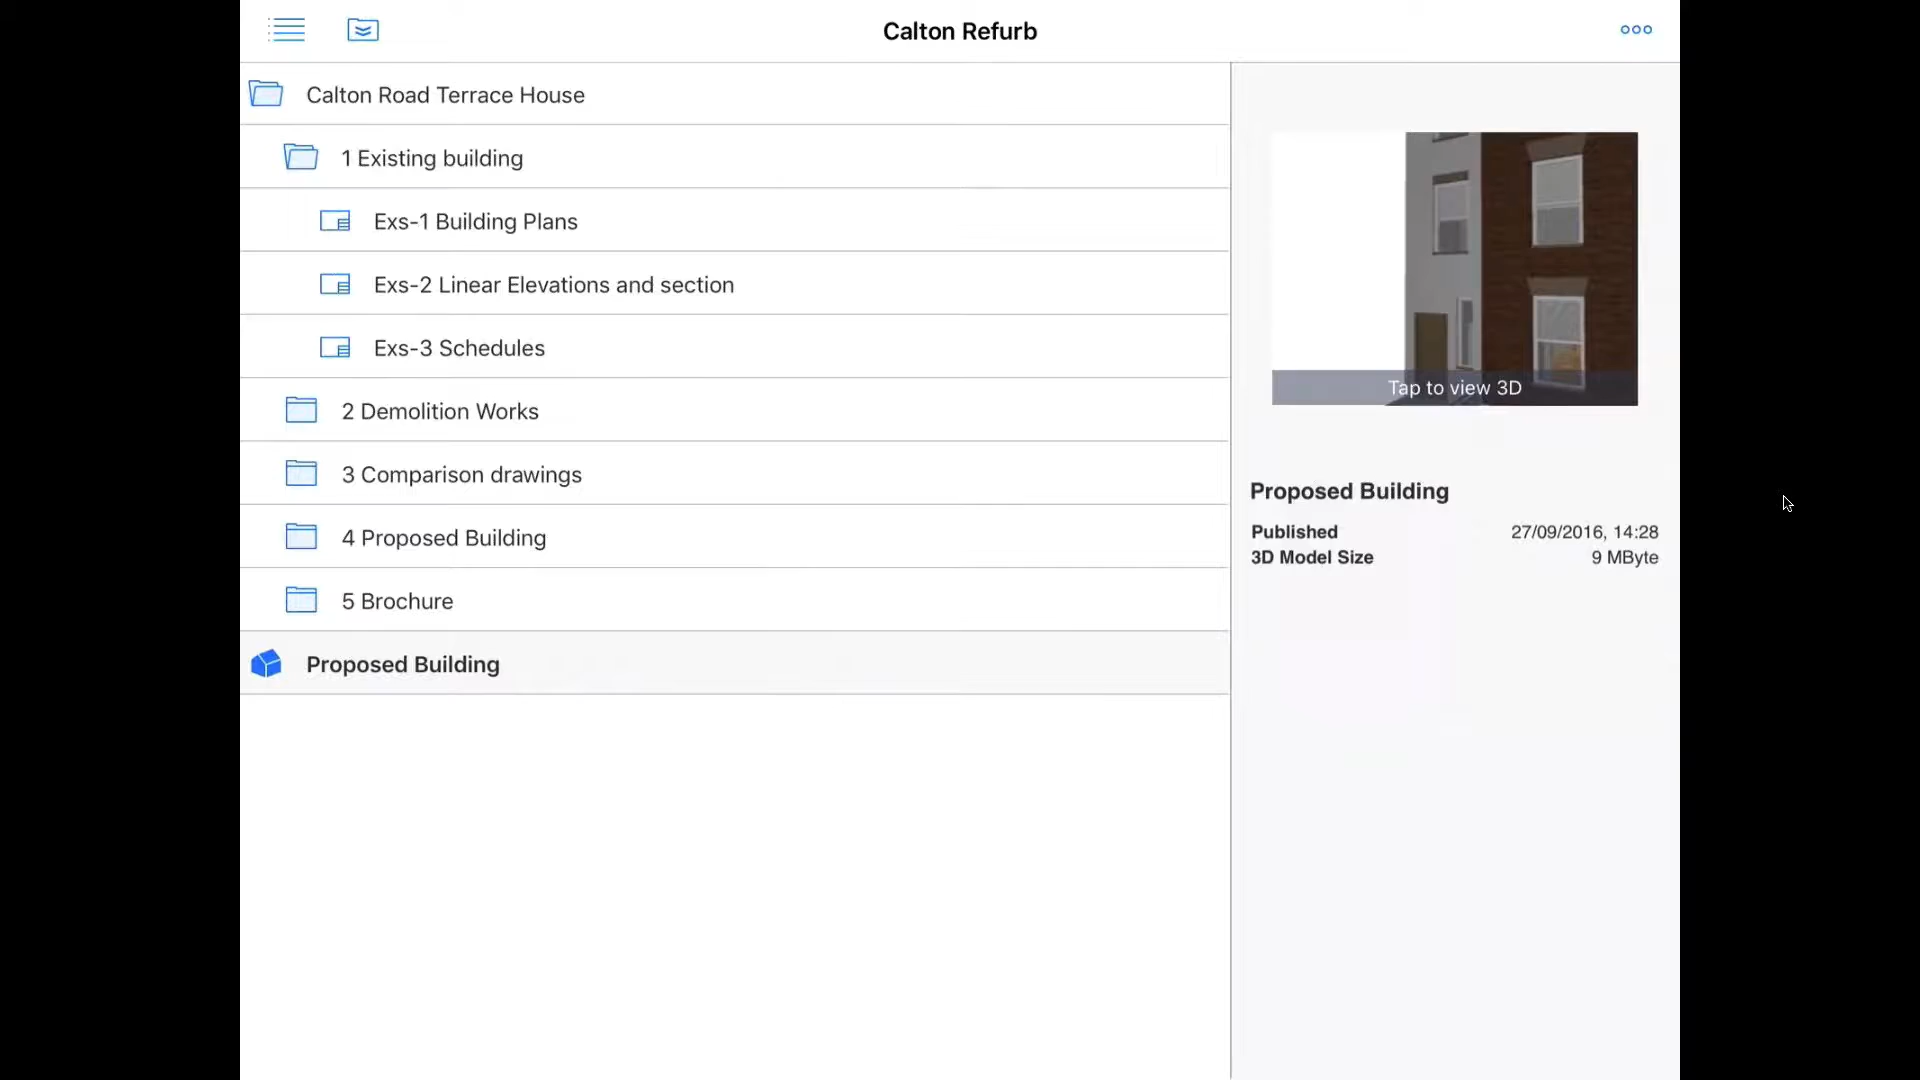 Calton Refurb
Calton Road Terrace House
1 Existing building
Exs-1 Building Plans
Exs-2 Linear Elevations and section
Exs-3 Schedules
2 Demolition Works
3 Comparison drawings
4 Proposed Building
5 Brochure
Proposed Building
Tap to view 3D
Proposed Building
Published 27/09/2016, 14:28
3D Model Size 9 MByte